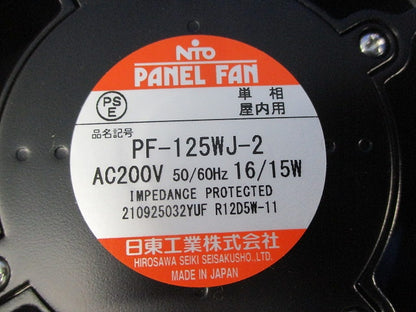 NITO
PANEL FAN
PS
E
単相
屋内用
品名記号
PF-125WJ-2
AC200V 50/60Hz 16/15W
IMPEDANCE PROTECTED
210925032YUF R12D5W-11
日東工業株式会社
HIROSAWA SEIKI SEISAKUSHO.,LTD.
MADE IN JAPAN